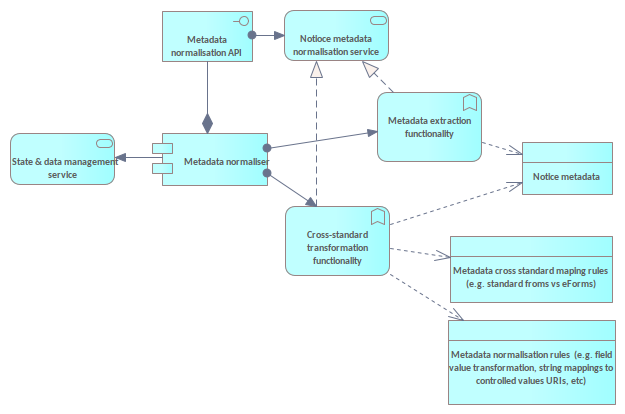 Metadata
normalisation API
Notioce metadata
normalisation service
Metadata extraction
functionality
State & data management
service
Metadata normaliser
Notice metadata
Cross-standard
transformation
functionality
Metadata cross standard maping rules
(e.g. standard froms vs eForms)
Metadata normalisation rules (e.g. field
value transformation, string mappings to
controlled values URIs, etc)